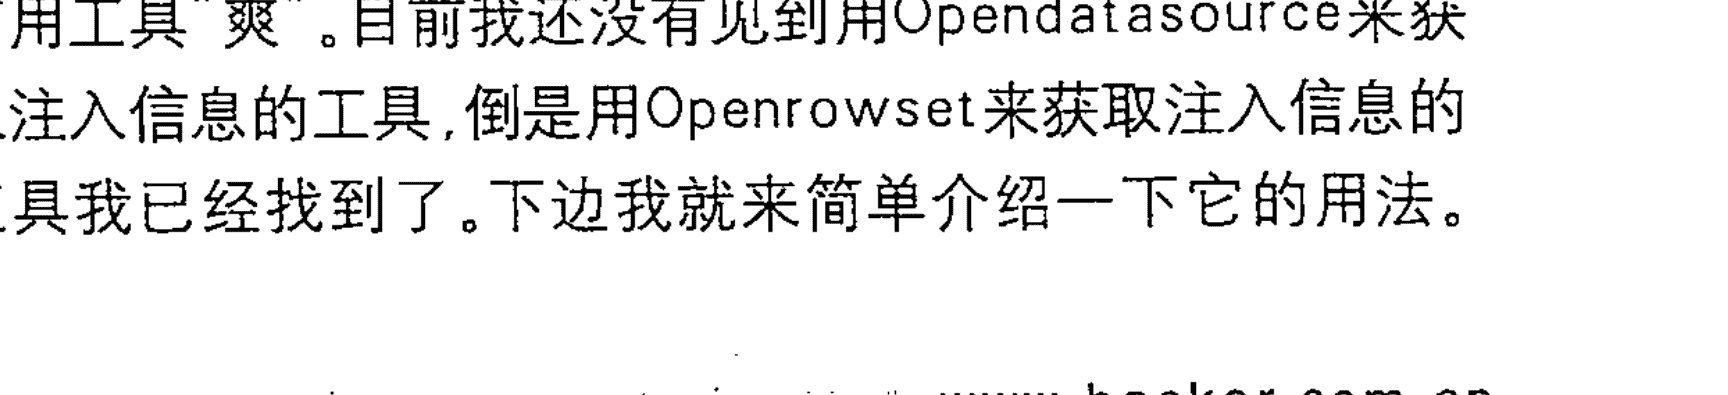 用工具“爽”。目前我还没有见到用Opendatasource来获
注入信息的工具,倒是用Openrowset来获取注入信息的
具我已经找到了。下边我就来简单介绍一下它的用法。